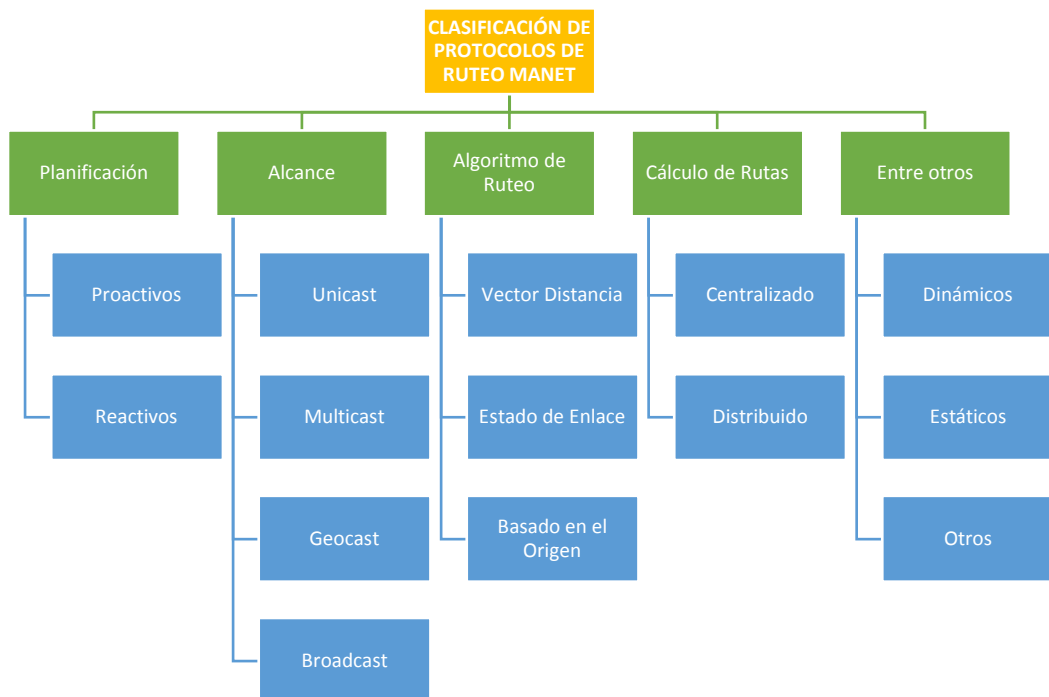 CLASIFICACIÓN DE
PROTOCOLOS DE
RUTEO MANET
Planificación
Alcance
Algoritmo de
Ruteo
Cálculo de Rutas
Entre otros
Proactivos
Unicast
Vector Distancia
Centralizado
Dinámicos
Reactivos
Multicast
Estado de Enlace
Distribuido
Estáticos
Geocast
Basado en el
Origen
Otros
Broadcast